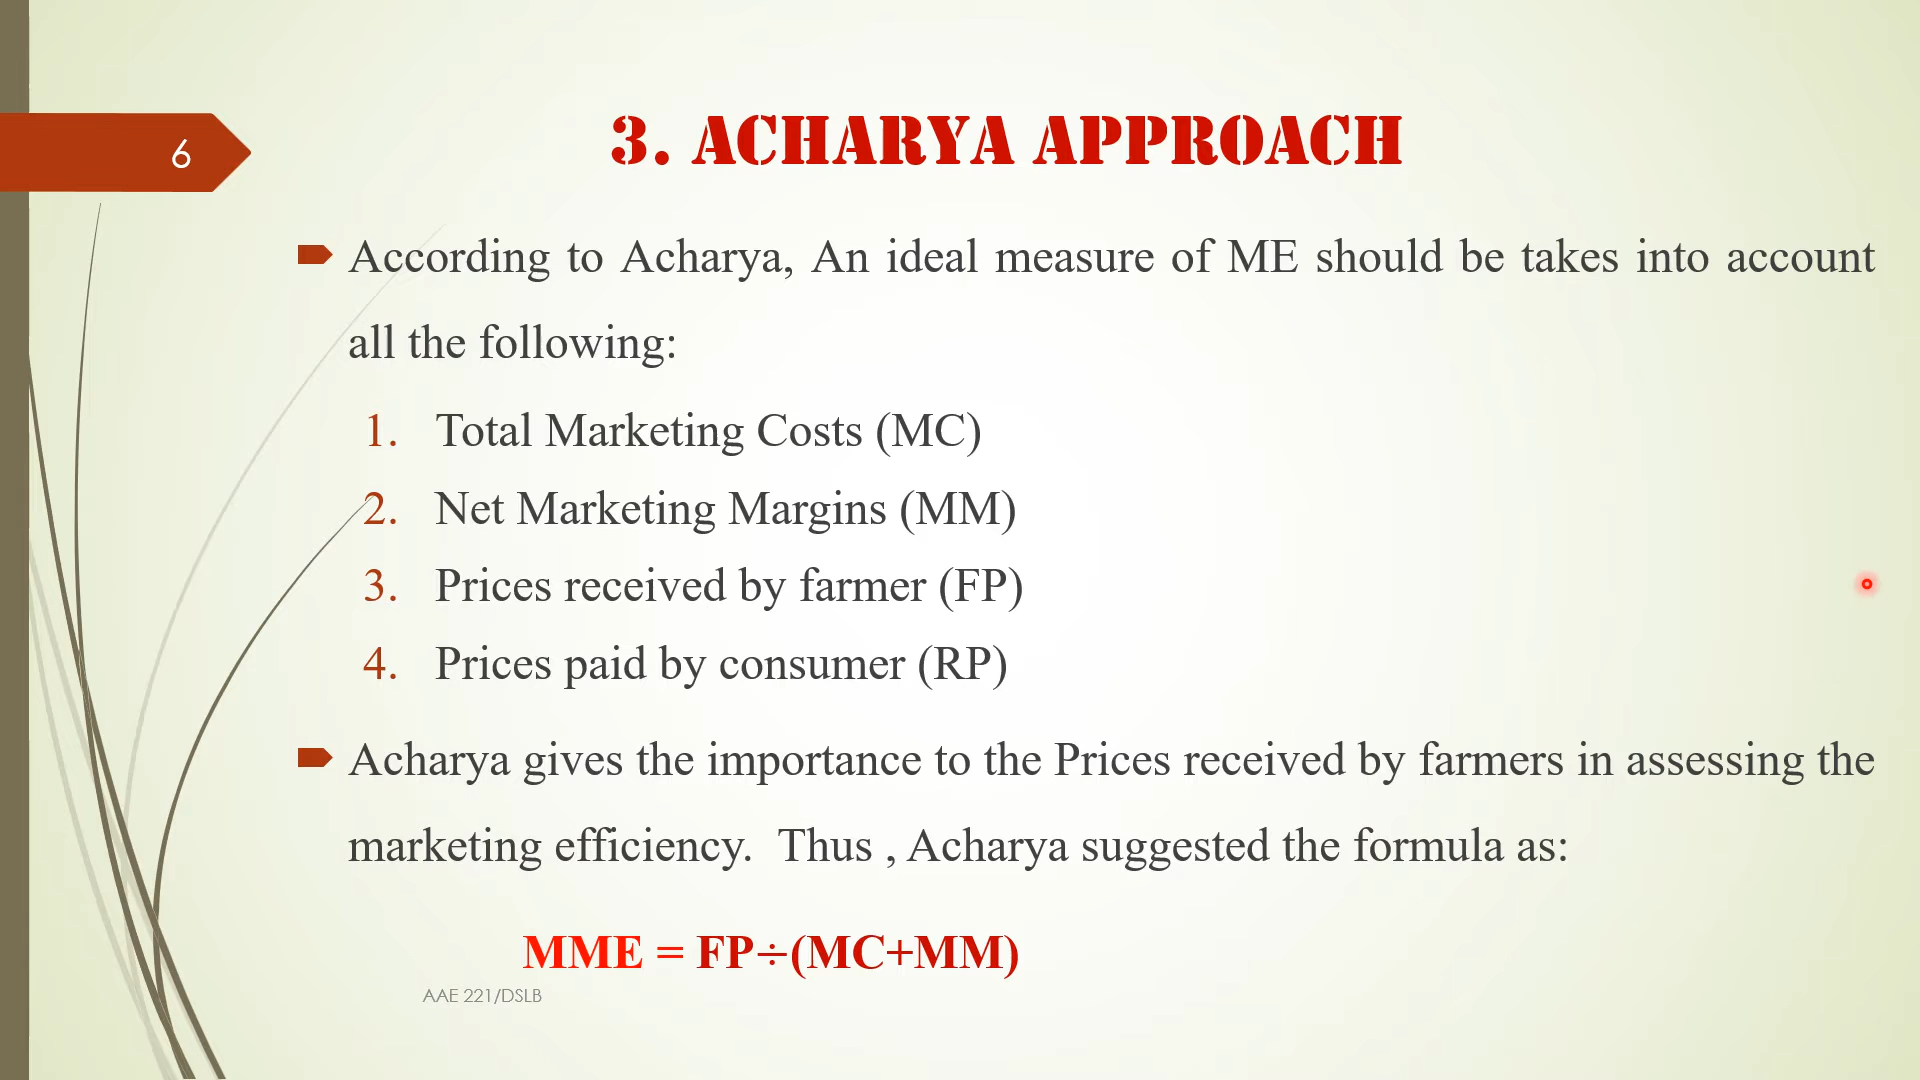 6
3. ACHARYA APPROACH
According to Acharya, An ideal measure of ME should be takes into account
all the following:
1. Total Marketing Costs (MC)
2. Net Marketing Margins (MM)
3. Prices received by farmer (FP)
4. Prices paid by consumer (RP)
Acharya gives the importance to the Prices received by farmers in assessing the
marketing efficiency. Thus , Acharya suggested the formula as:
MME = FP÷(MC+MM)
AAE 221/DSLB